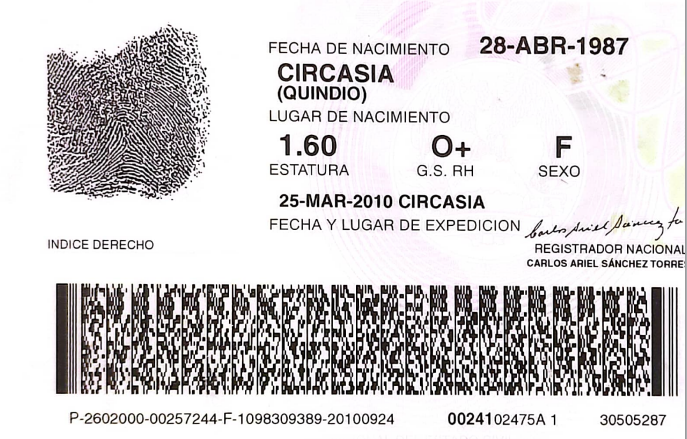 FECHA DE NACIMIENTO 28-ABR-1987
CIRCASIA
(QUINDIO)
LUGAR DE NACIMIENTO
1.60 O+ F
ESTATURA G.S. RH SEXO
25-MAR-2010 CIRCASIA
FECHA Y LUGAR DE EXPEDICION
INDICE DERECHO
REGISTRADOR NACIONAL
CARLOS ARIEL SÁNCHEZ TORRE
P-2602000-00257244-F-1098309389-20100924 0024102475A 1 30505287